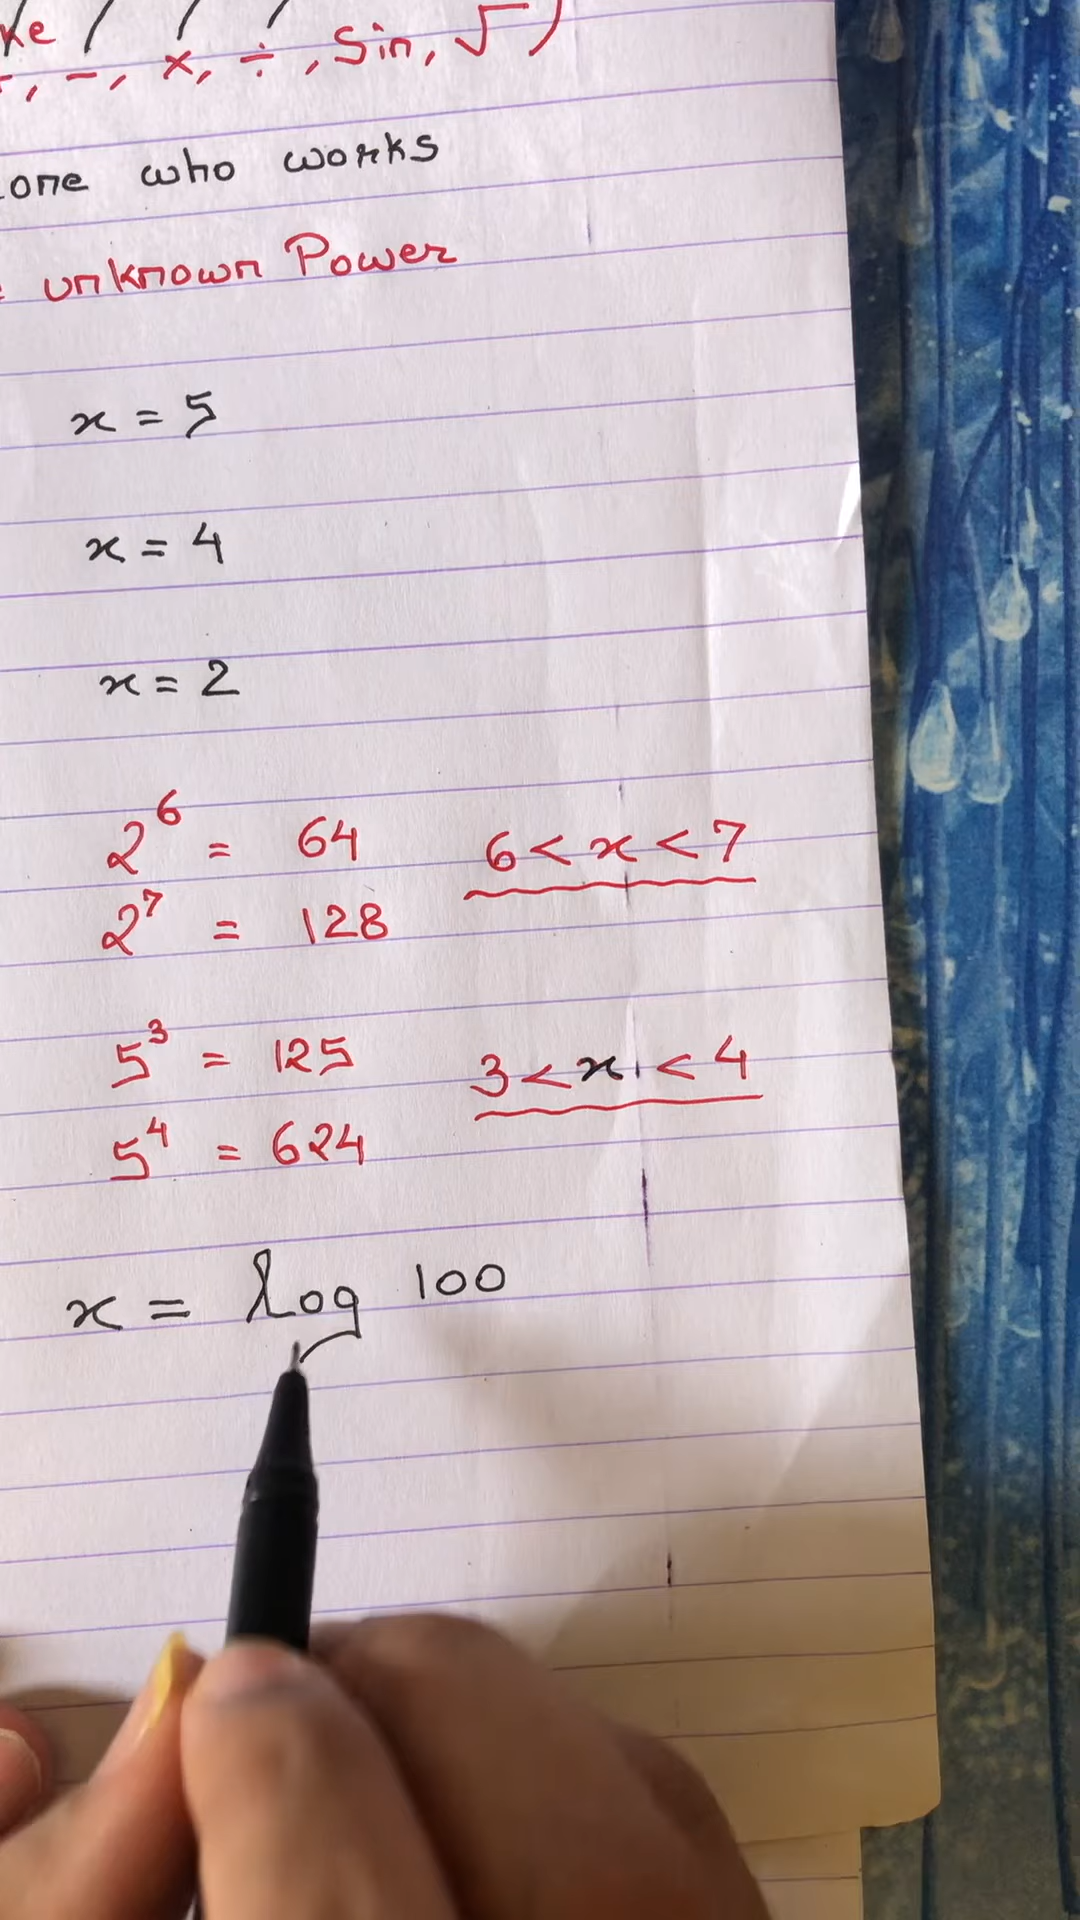 ke / / /
, -, ×, ÷, Sin, √)
one who works
unknown Power
x = 5
x = 4
x = 2
2⁶ = 64 6 < x < 7
2⁷ = 128
5³ = 125 3 < x < 4
5⁴ = 624
x = log 100